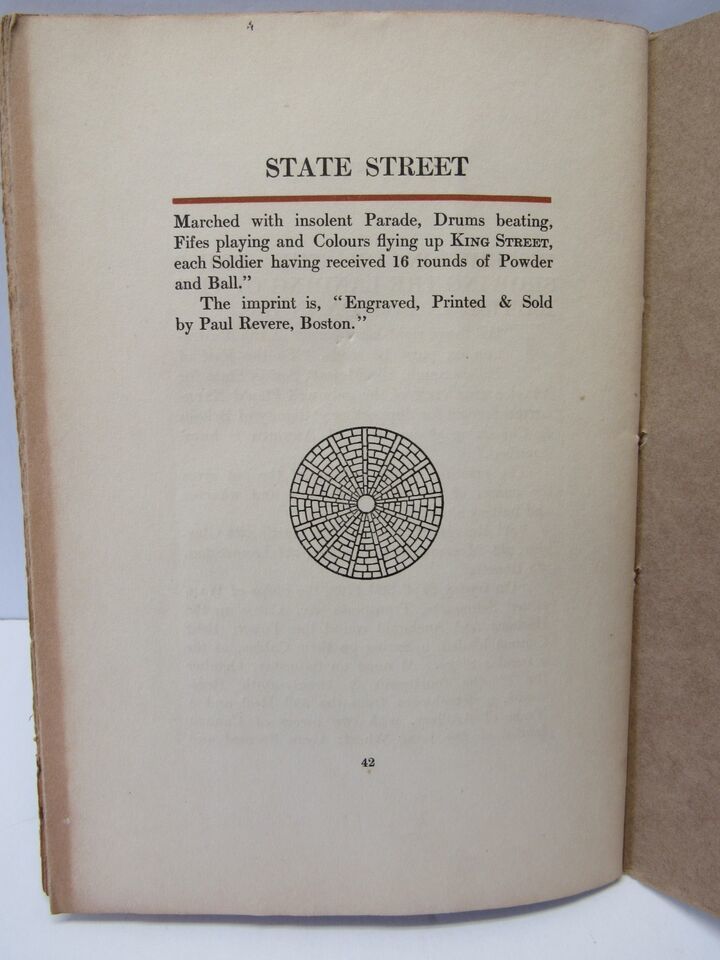 STATE STREET
Marched with insolent Parade, Drums beating,
Fifes playing and Colours flying up KING STREET,
each Soldier having received 16 rounds of Powder
and Ball."
The imprint is, "Engraved, Printed & Sold
by Paul Revere, Boston."
42